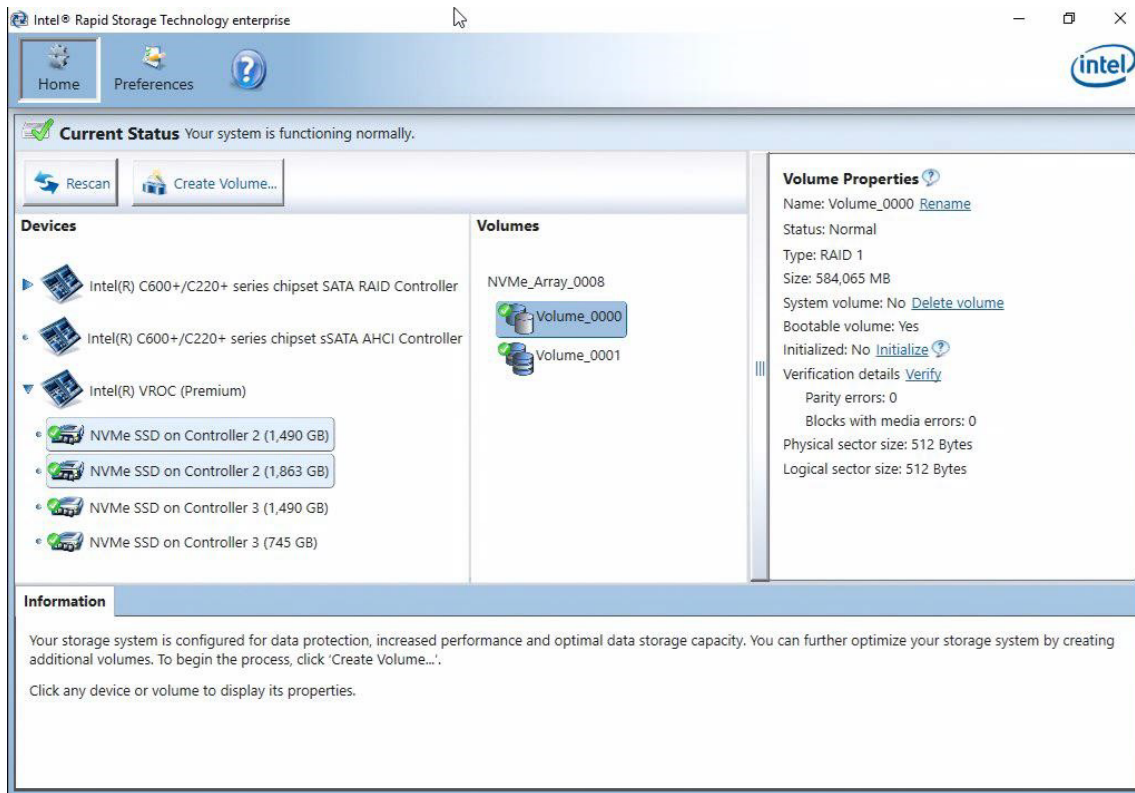 Intel® Rapid Storage Technology enterprise
Home
Preferences
intel
Current Status Your system is functioning normally.
Rescan
Create Volume...
Devices
Intel(R) C600+/C220+ series chipset SATA RAID Controller
Intel(R) C600+/C220+ series chipset sSATA AHCI Controller
Intel(R) VROC (Premium)
NVMe SSD on Controller 2 (1,490 GB)
NVMe SSD on Controller 2 (1,863 GB)
NVMe SSD on Controller 3 (1,490 GB)
NVMe SSD on Controller 3 (745 GB)
Volumes
NVMe_Array_0008
Volume_0000
Volume_0001
Volume Properties
Name: Volume_0000 Rename
Status: Normal
Type: RAID 1
Size: 584,065 MB
System volume: No Delete volume
Bootable volume: Yes
Initialized: No Initialize
Verification details Verify
Parity errors: 0
Blocks with media errors: 0
Physical sector size: 512 Bytes
Logical sector size: 512 Bytes
Information
Your storage system is configured for data protection, increased performance and optimal data storage capacity. You can further optimize your storage system by creating
additional volumes. To begin the process, click 'Create Volume...'.
Click any device or volume to display its properties.